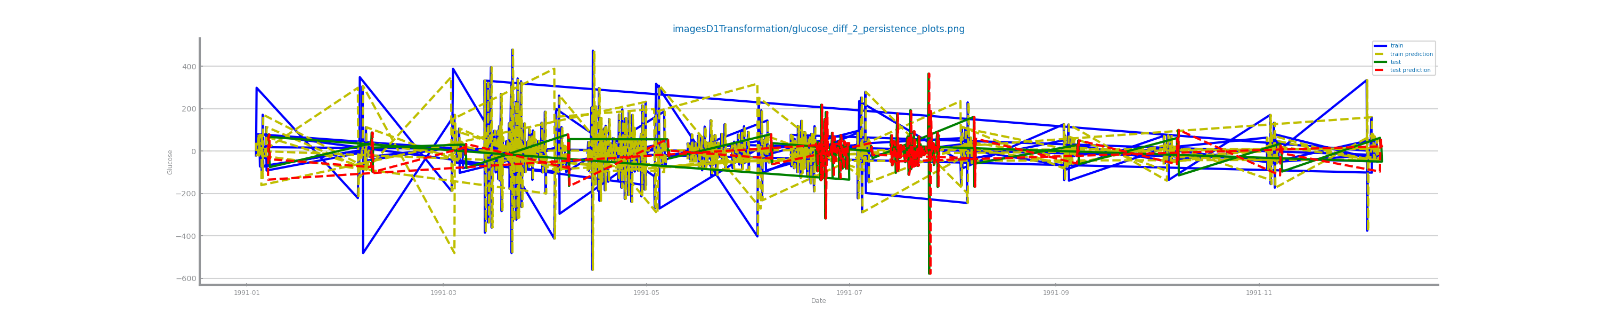 imagesD1Transformation/glucose_diff_2_persistence_plots.png
train
train prediction
test
test prediction
400
200
0
−200
−400
−600
Glucose
1991-01
1991-03
1991-05
1991-07
1991-09
1991-11
Date